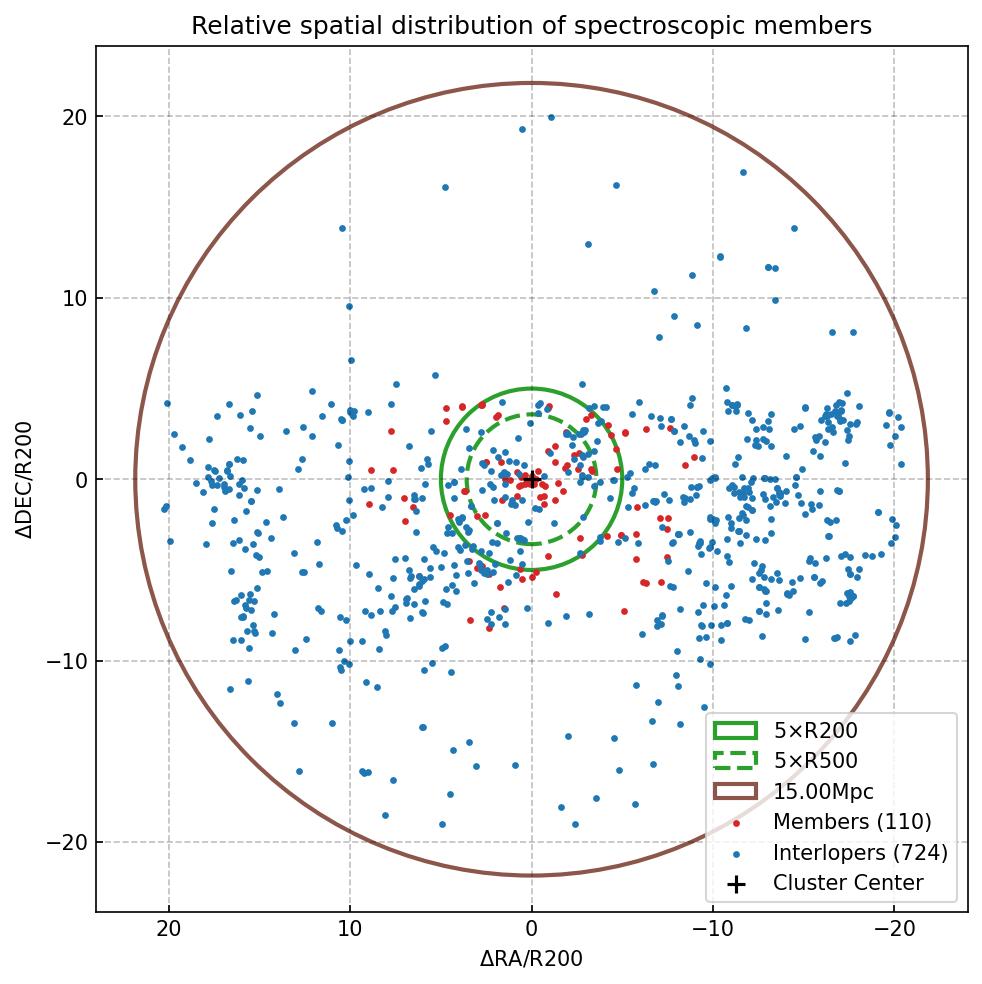 Relative spatial distribution of spectroscopic members
20
10
0
−10
−20
ΔDEC/R200
20
10
0
−10
−20
ΔRA/R200
5×R200
5×R500
15.00Mpc
Members (110)
Interlopers (724)
Cluster Center